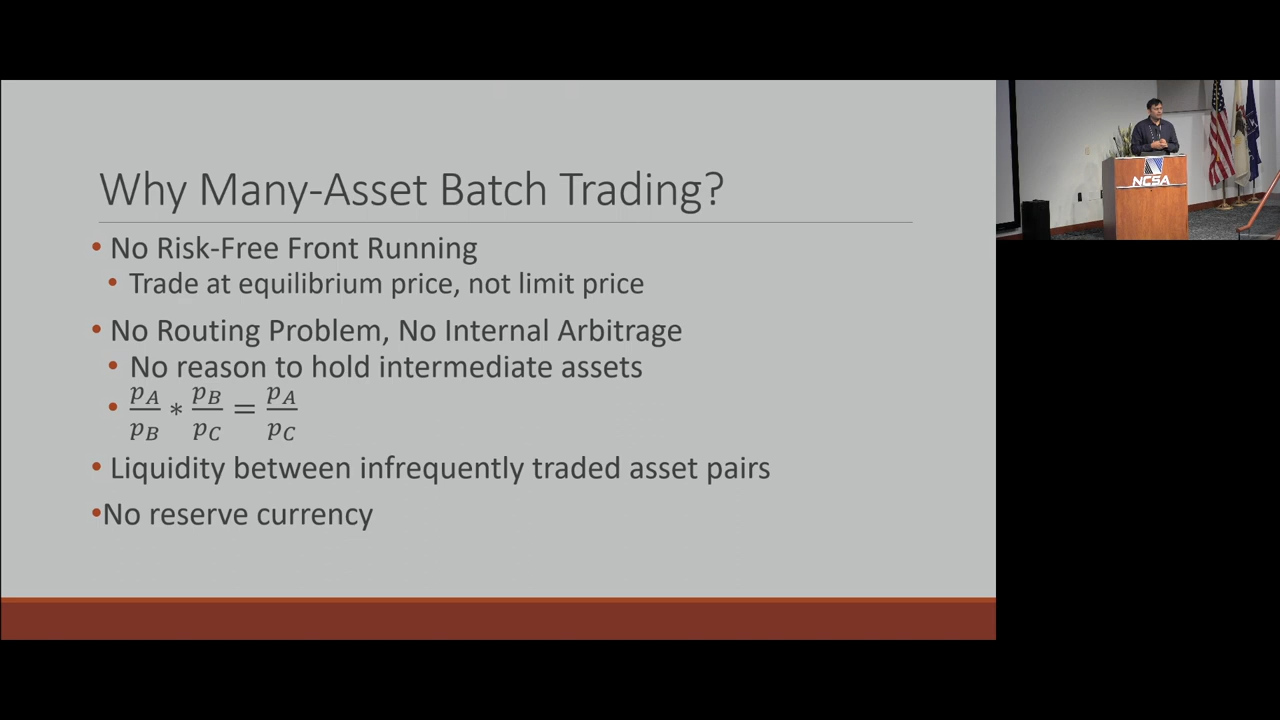 Why Many-Asset Batch Trading?
• No Risk-Free Front Running
• Trade at equilibrium price, not limit price
• No Routing Problem, No Internal Arbitrage
• No reason to hold intermediate assets
• p_A/p_B * p_B/p_C = p_A/p_C
• Liquidity between infrequently traded asset pairs
•No reserve currency
NCSA